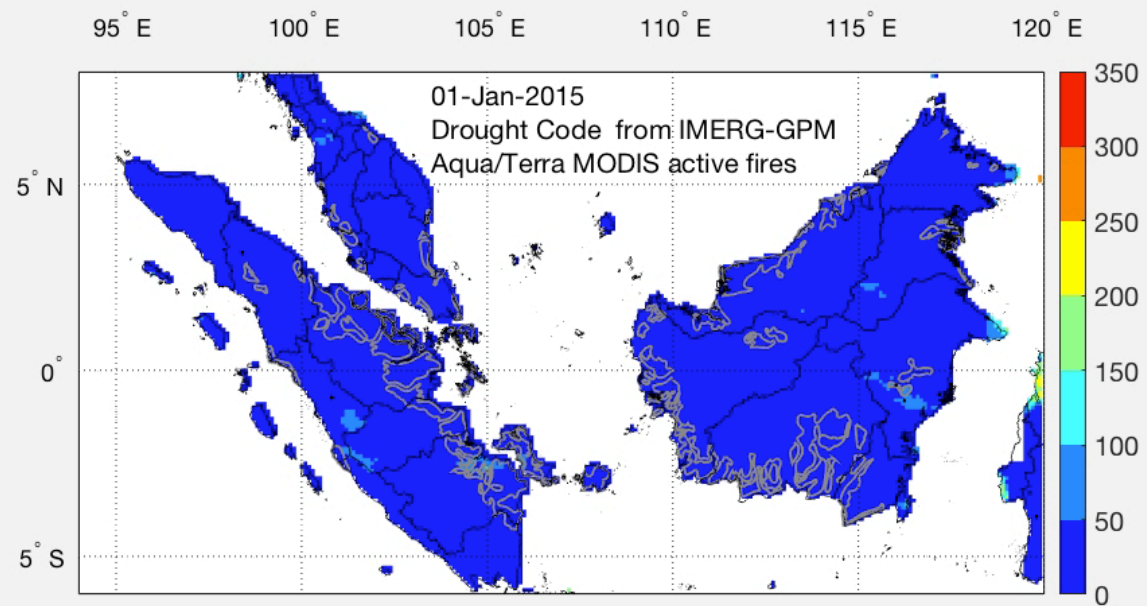 95° E 100° E 105° E 110° E 115° E 120° E
01-Jan-2015
Drought Code from IMERG-GPM
Aqua/Terra MODIS active fires
5° N
0°
5° S
350
300
250
200
150
100
50
0